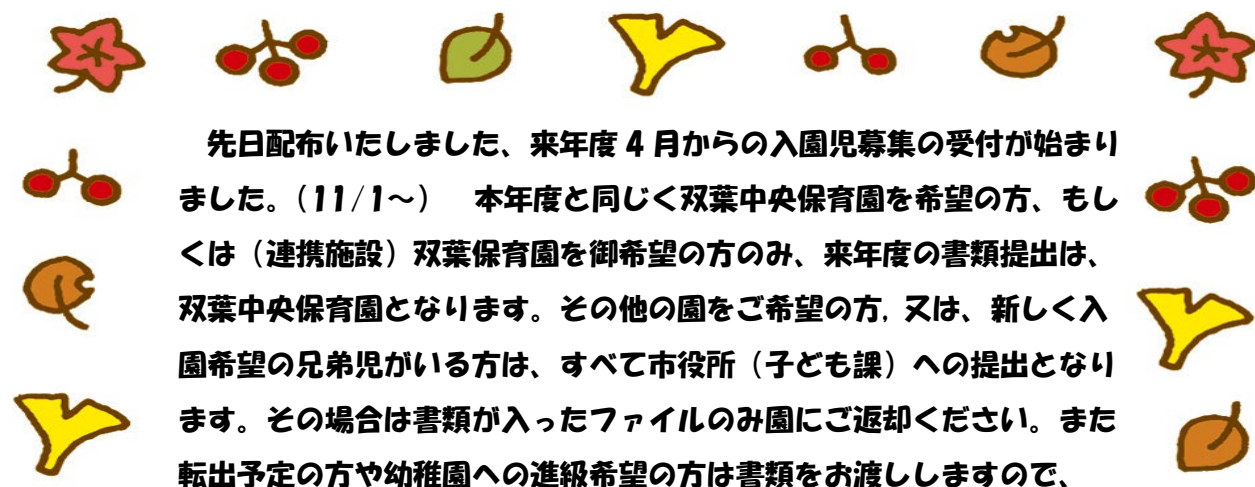 先日配布いたしました、来年度4月からの入園児募集の受付が始まり
ました。（11/1～）　本年度と同じく双葉中央保育園を希望の方、もし
くは（連携施設）双葉保育園を御希望の方のみ、来年度の書類提出は、
双葉中央保育園となります。その他の園をご希望の方, 又は、新しく入
園希望の兄弟児がいる方は、すべて市役所（子ども課）への提出となり
ます。その場合は書類が入ったファイルのみ園にご返却ください。また
転出予定の方や幼稚園への進級希望の方は書類をお渡ししますので、